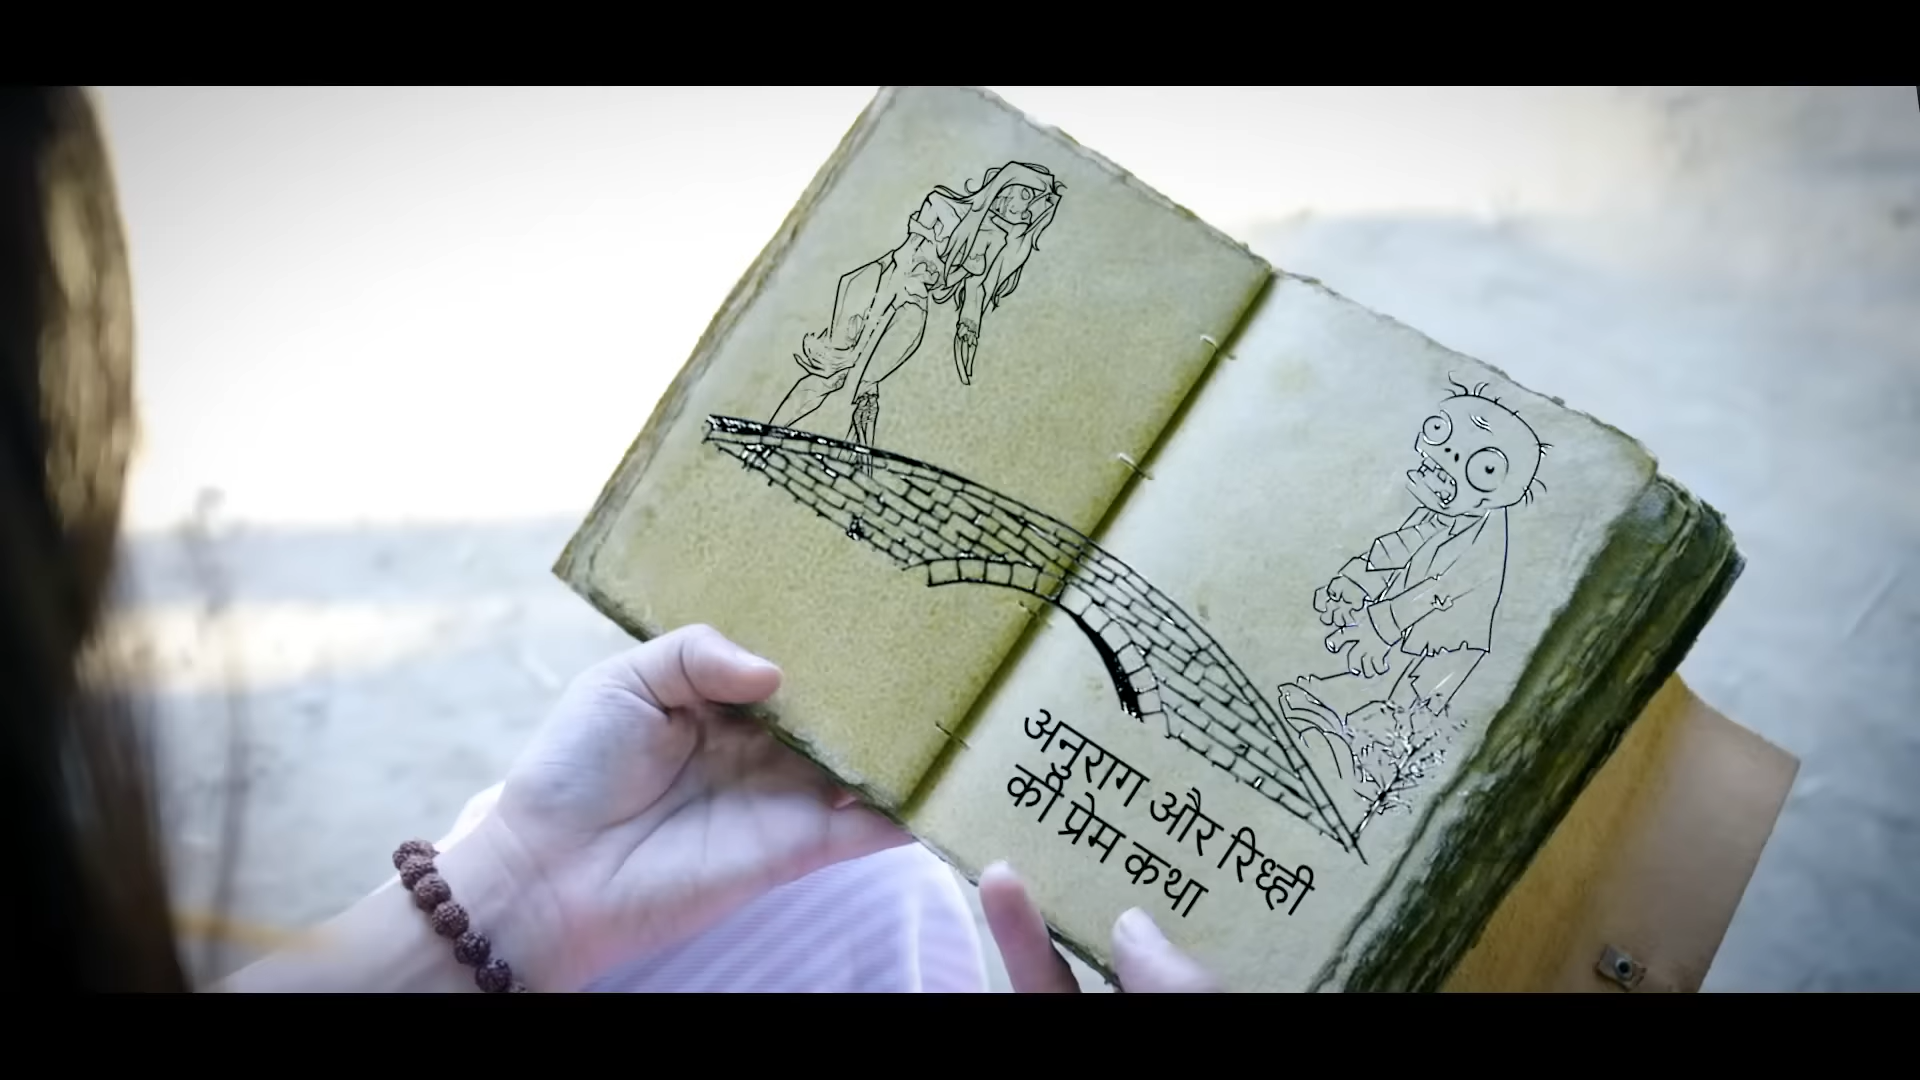 अनुराग और रिध्ही
की प्रेम कथा